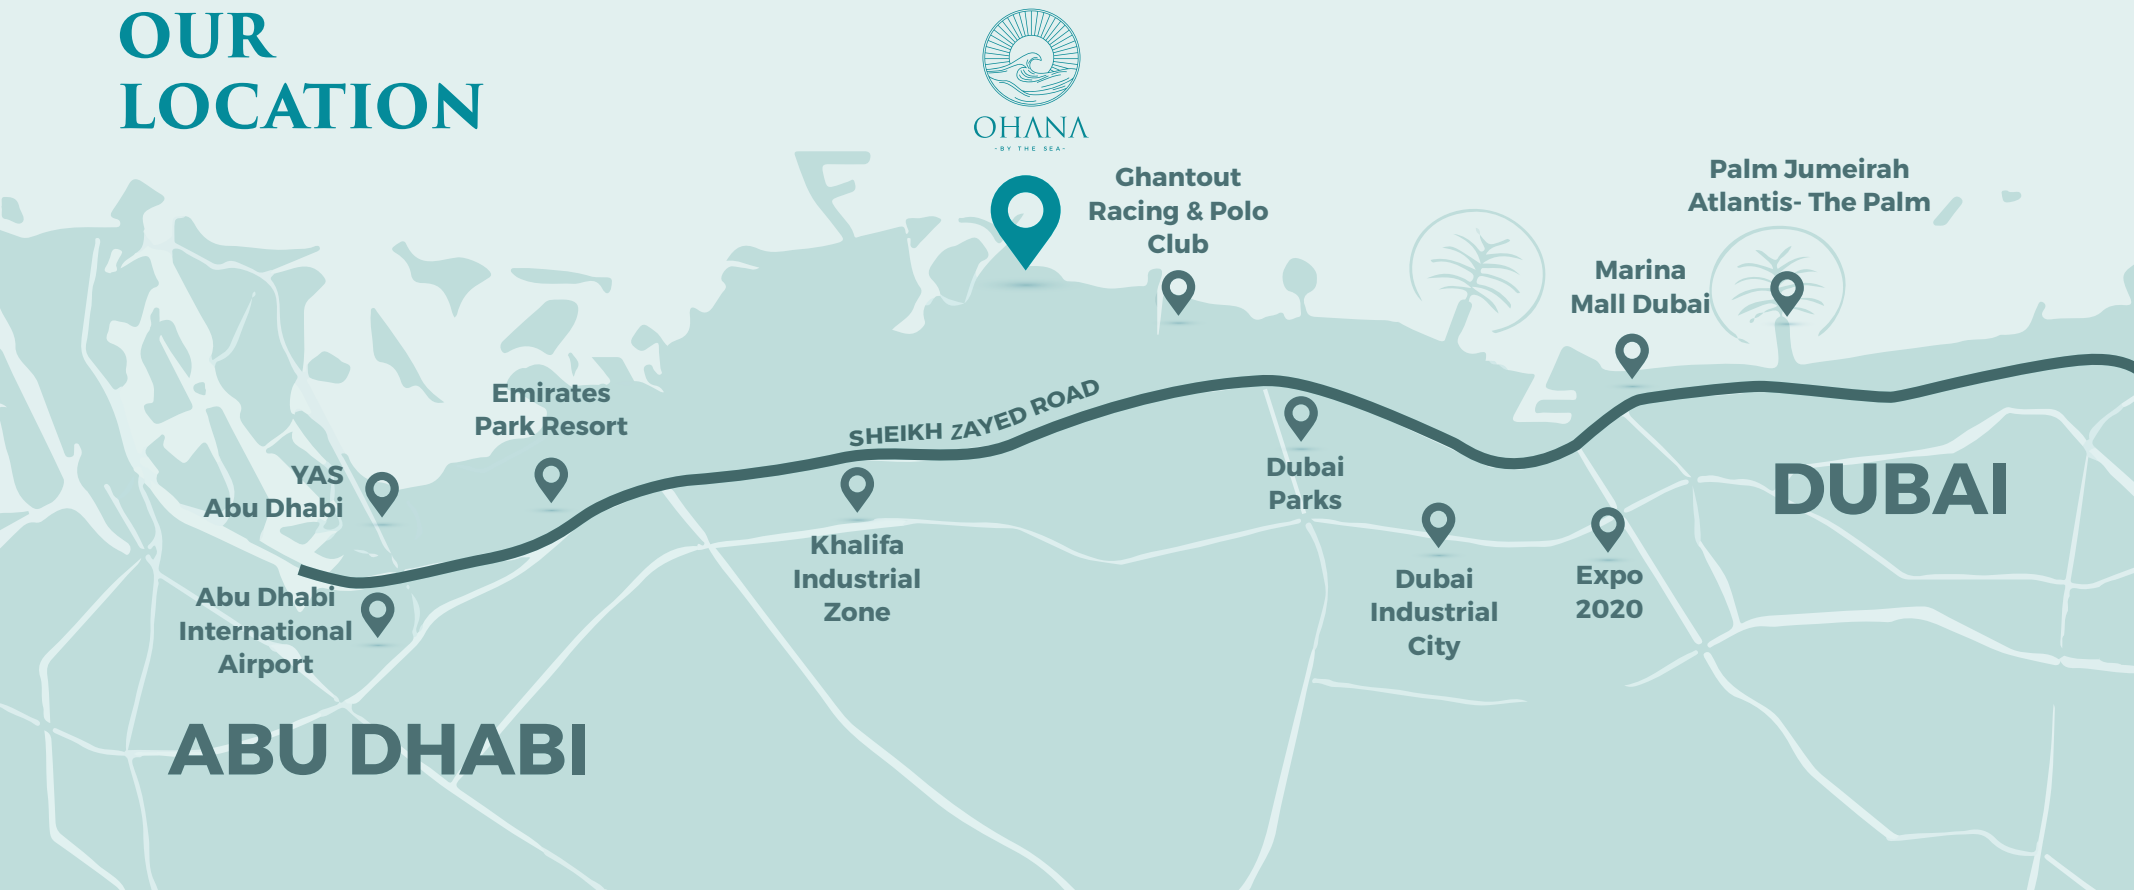 OUR
LOCATION
OHANA
-BY THE SEA-
Ghantout
Racing & Polo
Club
Palm Jumeirah
Atlantis- The Palm
Marina
Mall Dubai
Emirates
Park Resort
SHEIKH ZAYED ROAD
YAS
Abu Dhabi
Dubai
Parks
DUBAI
Khalifa
Industrial
Zone
Dubai
Industrial
City
Expo
2020
Abu Dhabi
International
Airport
ABU DHABI